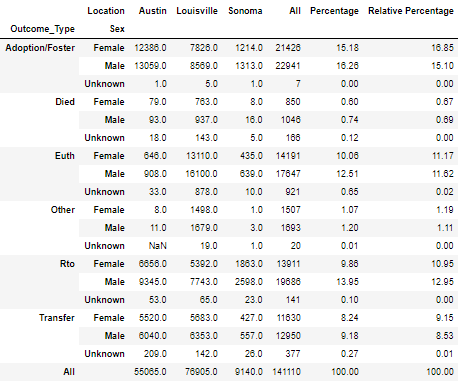 Location Austin Louisville Sonoma All Percentage Relative Percentage
Outcome_Type Sex
Adoption/Foster Female 12386.0 7826.0 1214.0 21426 15.18 16.85
Male 13059.0 8569.0 1313.0 22941 16.26 15.10
Unknown 1.0 5.0 1.0 7 0.00 0.00
Died Female 79.0 763.0 8.0 850 0.60 0.67
Male 93.0 937.0 16.0 1046 0.74 0.69
Unknown 18.0 143.0 5.0 166 0.12 0.00
Euth Female 646.0 13110.0 435.0 14191 10.06 11.17
Male 908.0 16100.0 639.0 17647 12.51 11.62
Unknown 33.0 878.0 10.0 921 0.65 0.02
Other Female 8.0 1498.0 1.0 1507 1.07 1.19
Male 11.0 1679.0 3.0 1693 1.20 1.11
Unknown NaN 19.0 1.0 20 0.01 0.00
Rto Female 6656.0 5392.0 1863.0 13911 9.86 10.95
Male 9345.0 7743.0 2598.0 19686 13.95 12.95
Unknown 53.0 65.0 23.0 141 0.10 0.00
Transfer Female 5520.0 5683.0 427.0 11630 8.24 9.15
Male 6040.0 6353.0 557.0 12950 9.18 8.53
Unknown 209.0 142.0 26.0 377 0.27 0.01
All 55065.0 76905.0 9140.0 141110 100.00 100.00